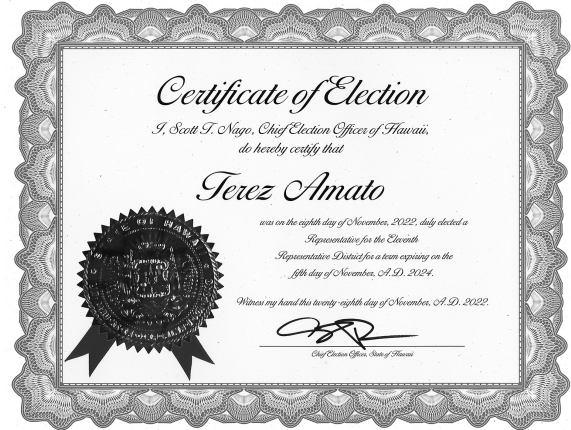 Certificate of Election
I, Scott T. Nago, Chief Election Officer of Hawaii,
do hereby certify that
Terez Amato
was on the eighth day of November, 2022, duly elected a
Representative for the Eleventh
Representative District for a term expiring on the
fifth day of November, A.D. 2024.
Witness my hand this twenty-eighth day of November, A.D. 2022.
Chief Election Officer, State of Hawaii